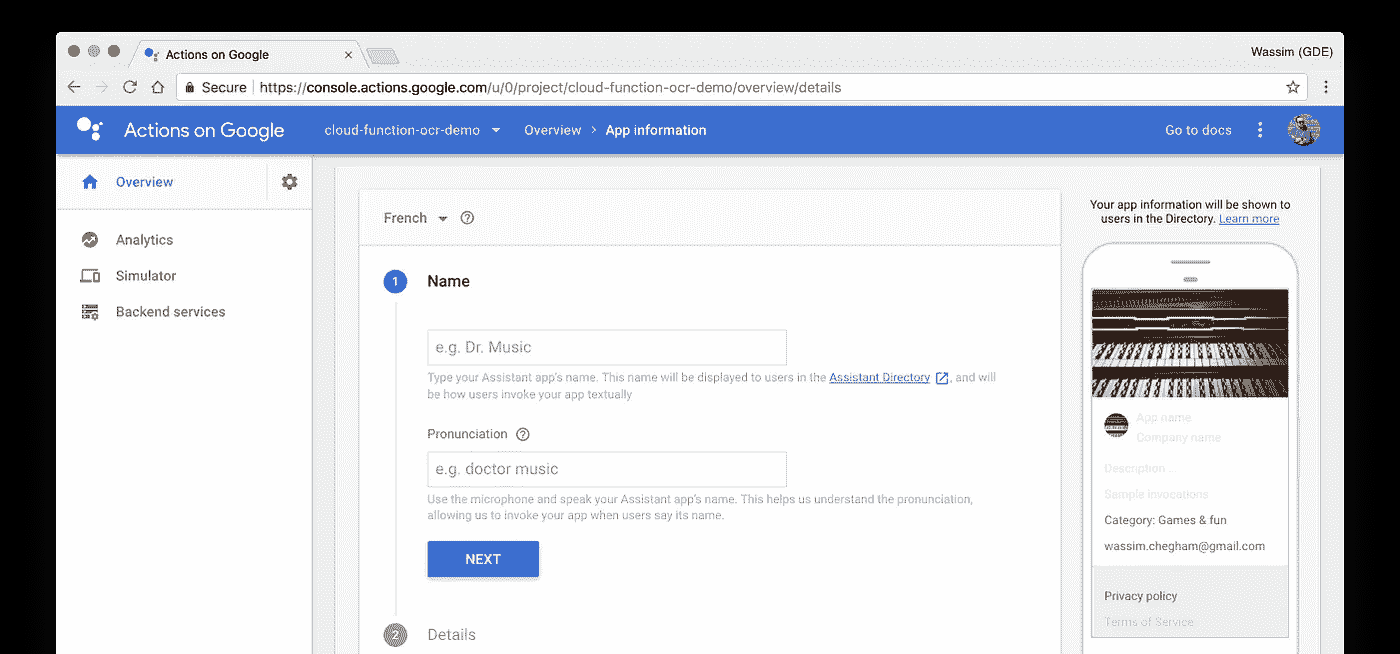 Actions on Google
Wassim (GDE)
Secure
https://console.actions.google.com/u/0/project/cloud-function-ocr-demo/overview/details
Actions on Google
cloud-function-ocr-demo
Overview > App information
Go to docs
Overview
Analytics
Simulator
Backend services
French
1 Name
e.g. Dr. Music
Type your Assistant app's name. This name will be displayed to users in the Assistant Directory , and will
be how users invoke your app textually
Pronunciation
e.g. doctor music
Use the microphone and speak your Assistant app's name. This helps us understand the pronunciation,
allowing us to invoke your app when users say its name.
NEXT
2 Details
Your app information will be shown to
users in the Directory. Learn more
App name
Company name
Description ...
Sample invocations
Category: Games & fun
wassim.chegham@gmail.com
Privacy policy
Terms of Service